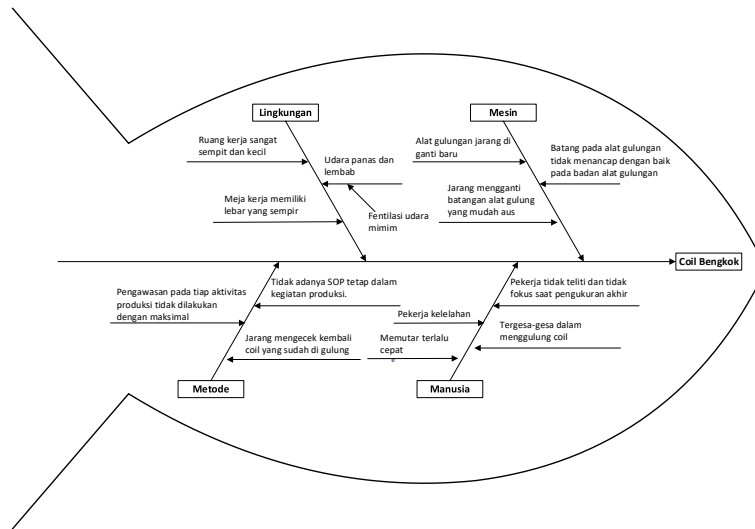 Lingkungan
Mesin
Ruang kerja sangat
sempit dan kecil
Udara panas dan
lembab
Meja kerja memiliki
lebar yang sempir
Fentilasi udara
mimim
Alat gulungan jarang di
ganti baru
Batang pada alat gulungan
tidak menancap dengan baik
pada badan alat gulungan
Jarang mengganti
batangan alat gulung
yang mudah aus
Coil Bengkok
Pengawasan pada tiap aktivitas
produksi tidak dilakukan
dengan maksimal
Tidak adanya SOP tetap dalam
kegiatan produksi.
Jarang mengecek kembali
coil yang sudah di gulung
Pekerja tidak teliti dan tidak
fokus saat pengukuran akhir
Pekerja kelelahan
Tergesa-gesa dalam
menggulung coil
Memutar terlalu
cepat
Metode
Manusia